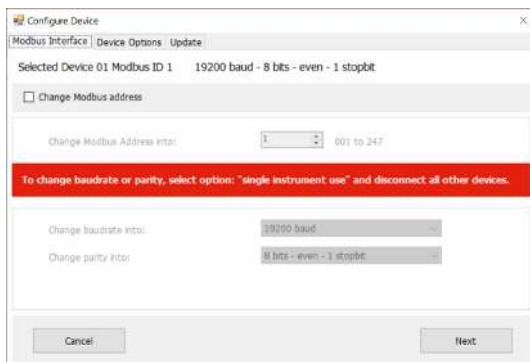 Configure Device
Modbus Interface Device Options Update
Selected Device 01 Modbus ID 1 19200 baud - 8 bits - even - 1 stopbit
Change Modbus address
Change Modbus Address into: 1 001 to 247
To change baudrate or parity, select option: "single instrument use" and disconnect all other devices.
Change baudrate into: 19200 baud
Change parity into: 8 bits - even - 1 stopbit
Cancel Next